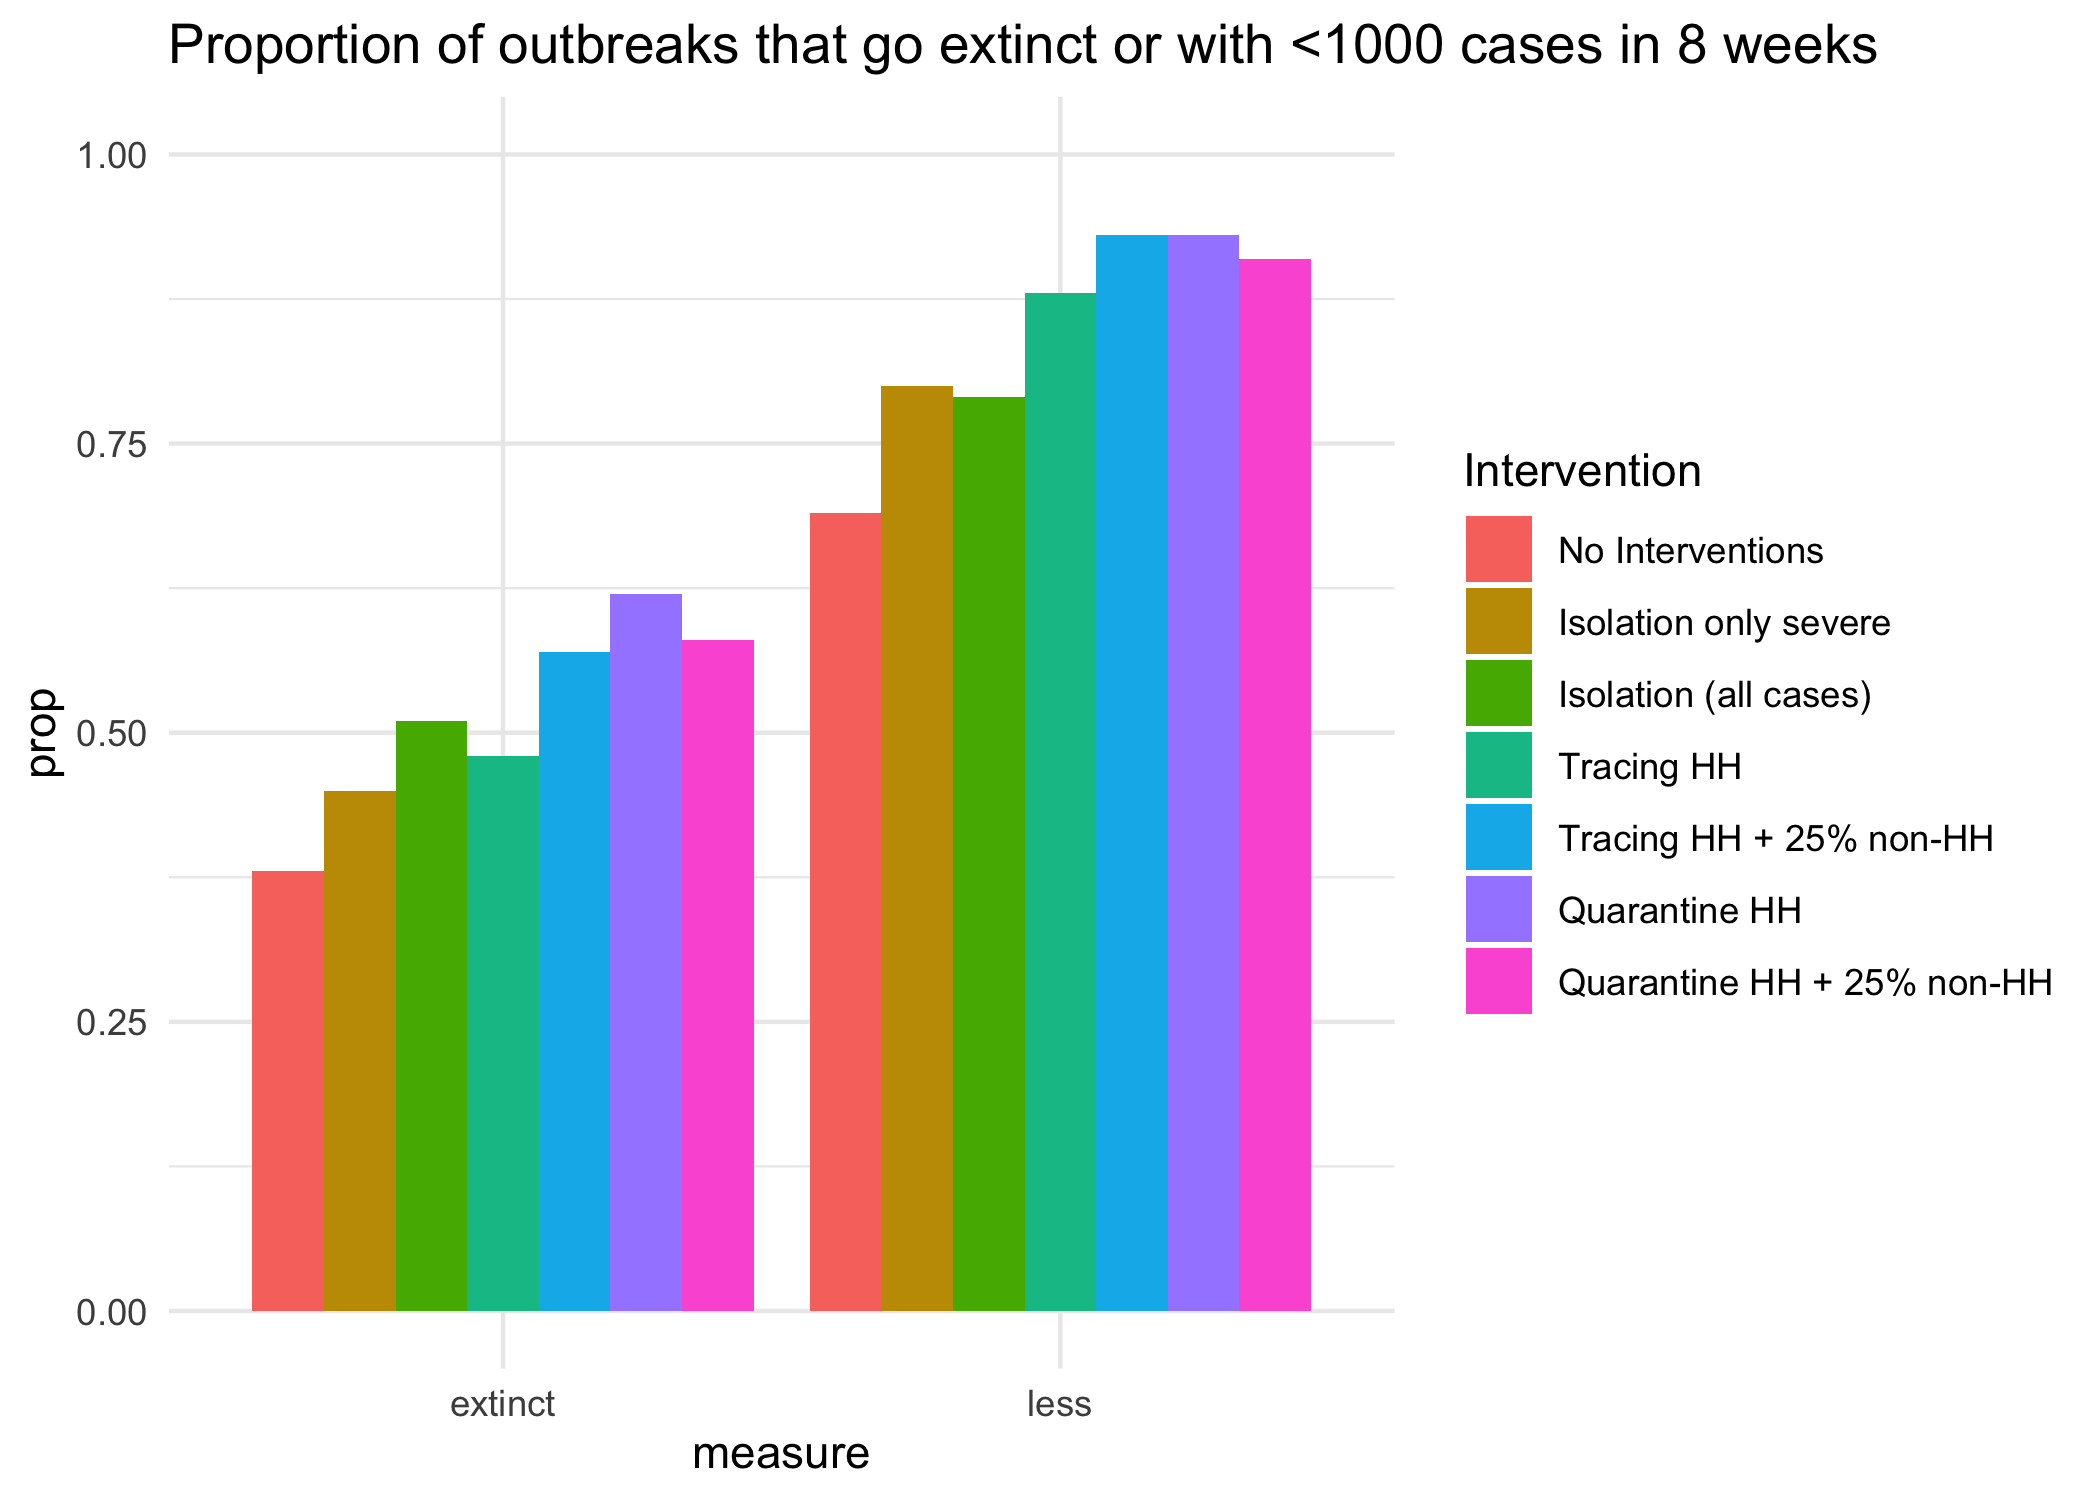 Proportion of outbreaks that go extinct or with <1000 cases in 8 weeks
1.00
0.75
0.50
0.25
0.00
prop
extinct
less
measure
Intervention
No Interventions
Isolation only severe
Isolation (all cases)
Tracing HH
Tracing HH + 25% non-HH
Quarantine HH
Quarantine HH + 25% non-HH